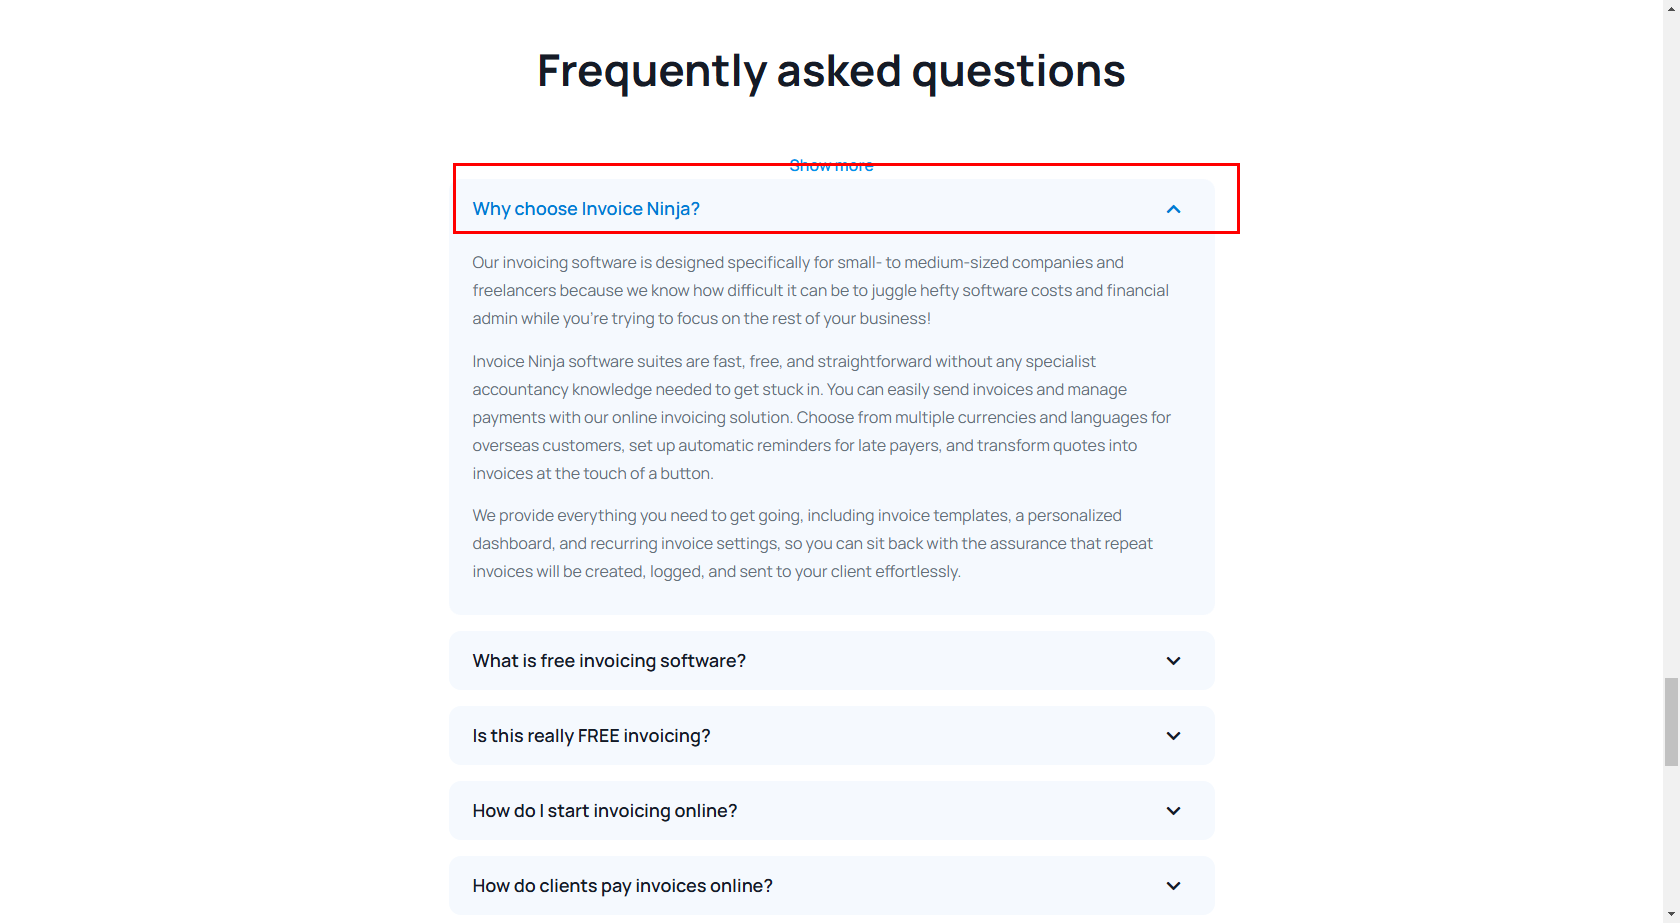 Frequently asked questions
Show more
Why choose Invoice Ninja?
Our invoicing software is designed specifically for small- to medium-sized companies and
freelancers because we know how difficult it can be to juggle hefty software costs and financial
admin while you're trying to focus on the rest of your business!
Invoice Ninja software suites are fast, free, and straightforward without any specialist
accountancy knowledge needed to get stuck in. You can easily send invoices and manage
payments with our online invoicing solution. Choose from multiple currencies and languages for
overseas customers, set up automatic reminders for late payers, and transform quotes into
invoices at the touch of a button.
We provide everything you need to get going, including invoice templates, a personalized
dashboard, and recurring invoice settings, so you can sit back with the assurance that repeat
invoices will be created, logged, and sent to your client effortlessly.
What is free invoicing software?
Is this really FREE invoicing?
How do I start invoicing online?
How do clients pay invoices online?